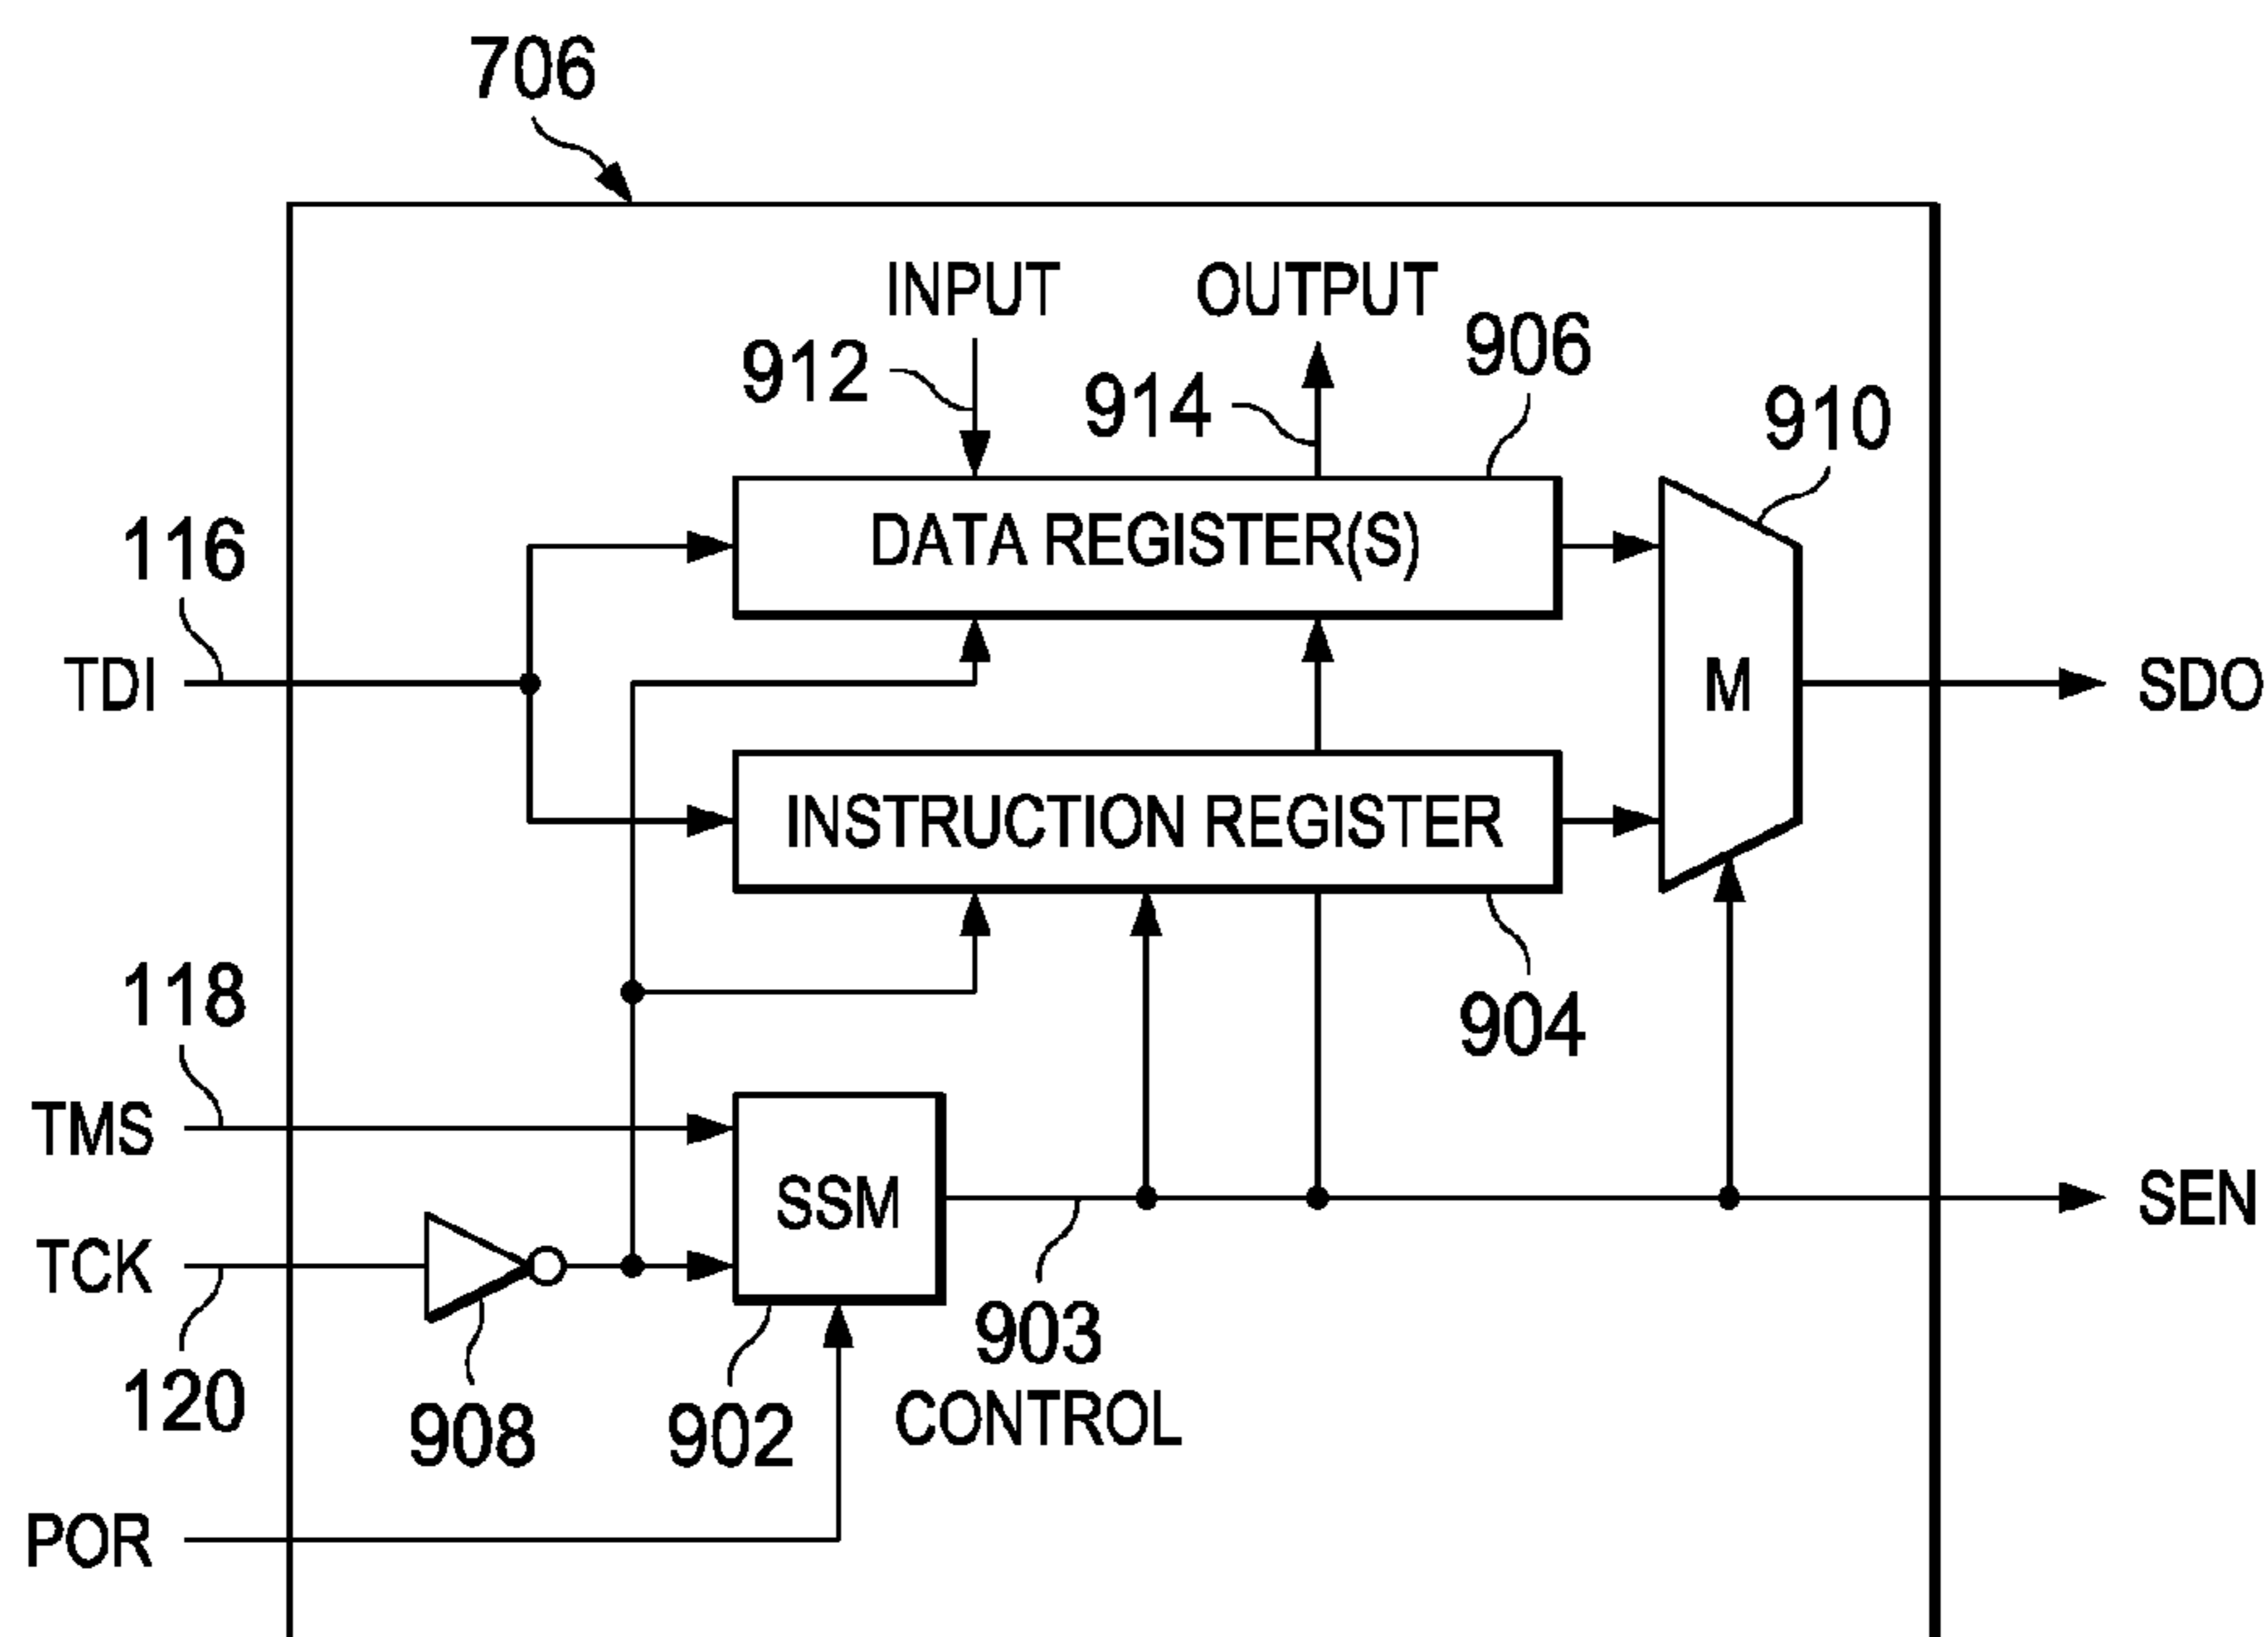 706
INPUT
OUTPUT
906
912
914
910
116
DATA REGISTER(S)
TDI
M
SDO
INSTRUCTION REGISTER
118
904
TMS
SSM
SEN
TCK
903
CONTROL
120
908
902
POR